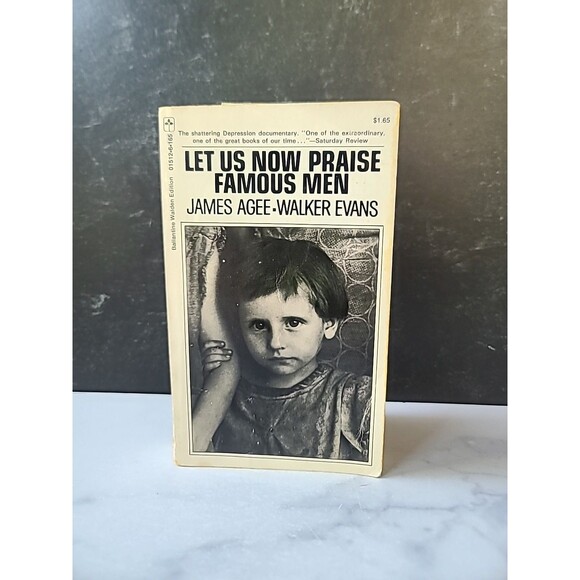 $1.65
The shattering Depression documentary. "One of the extraordinary,
one of the great books of our time..."—Saturday Review
LET US NOW PRAISE
FAMOUS MEN
JAMES AGEE·WALKER EVANS
Ballantine Walden Edition 01512-6-165